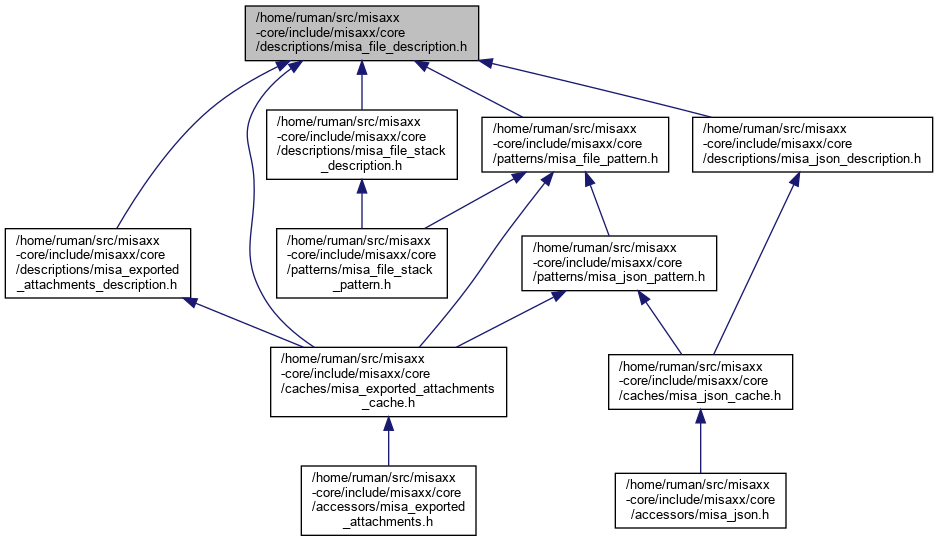 /home/ruman/src/misaxx
-core/include/misaxx/core
/descriptions/misa_file_description.h
/home/ruman/src/misaxx
-core/include/misaxx/core
/descriptions/misa_file_stack
_description.h
/home/ruman/src/misaxx
-core/include/misaxx/core
/patterns/misa_file_pattern.h
/home/ruman/src/misaxx
-core/include/misaxx/core
/descriptions/misa_json_description.h
/home/ruman/src/misaxx
-core/include/misaxx/core
/descriptions/misa_exported
_attachments_description.h
/home/ruman/src/misaxx
-core/include/misaxx/core
/patterns/misa_file_stack
_pattern.h
/home/ruman/src/misaxx
-core/include/misaxx/core
/patterns/misa_json_pattern.h
/home/ruman/src/misaxx
-core/include/misaxx/core
/caches/misa_exported_attachments
_cache.h
/home/ruman/src/misaxx
-core/include/misaxx/core
/caches/misa_json_cache.h
/home/ruman/src/misaxx
-core/include/misaxx/core
/accessors/misa_exported
_attachments.h
/home/ruman/src/misaxx
-core/include/misaxx/core
/accessors/misa_json.h